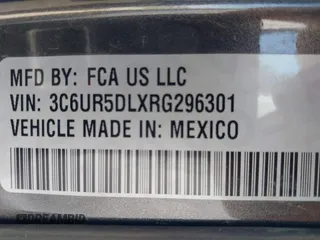 MFD BY: FCA US LLC
VIN: 3C6UR5DLXRG296301
VEHICLE MADE IN: MEXICO